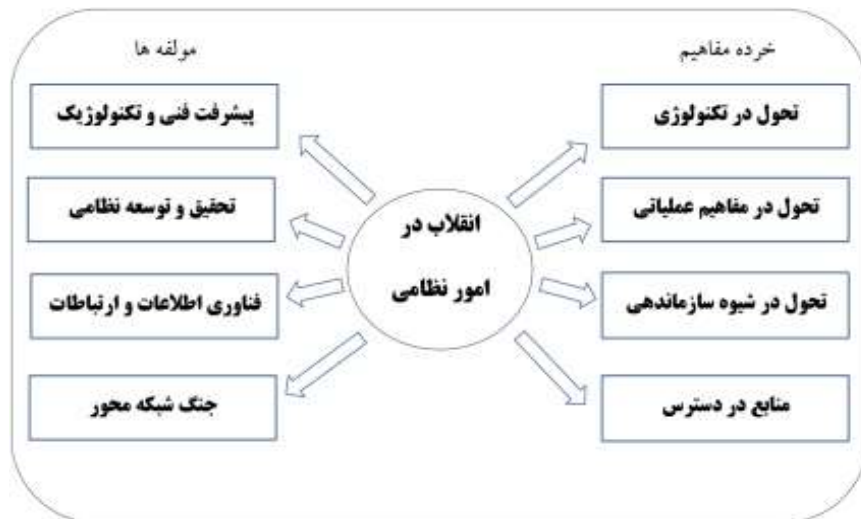 خرده مفاهیم
تحول در تکنولوژی
تحول در مفاهیم عملیاتی
تحول در شیوه سازماندهی
منابع در دسترس
انقلاب در
امور نظامی
مولفه ها
پیشرفت فنی و تکنولوژیک
تحقیق و توسعه نظامی
فناوری اطلاعات و ارتباطات
جنگ شبکه محور